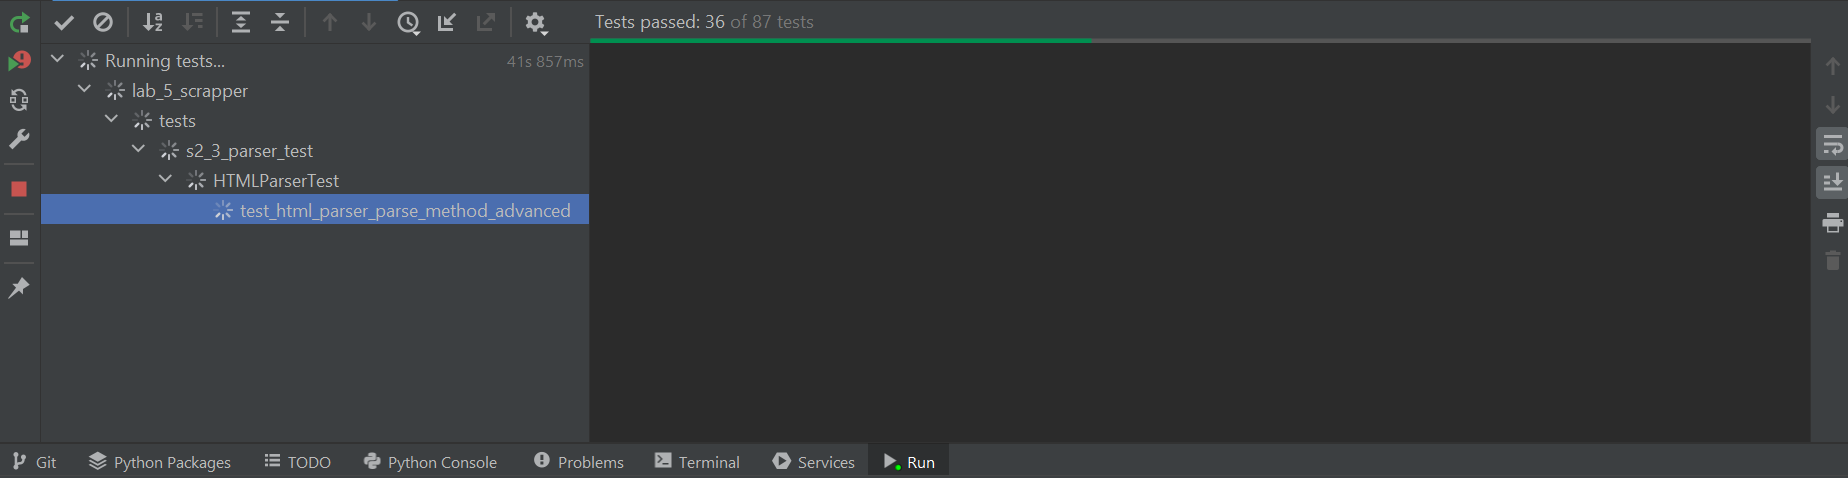 Tests passed: 36 of 87 tests
Running tests... 41s 857ms
lab_5_scrapper
tests
s2_3_parser_test
HTMLParserTest
test_html_parser_parse_method_advanced
Git Python Packages TODO Python Console Problems Terminal Services Run